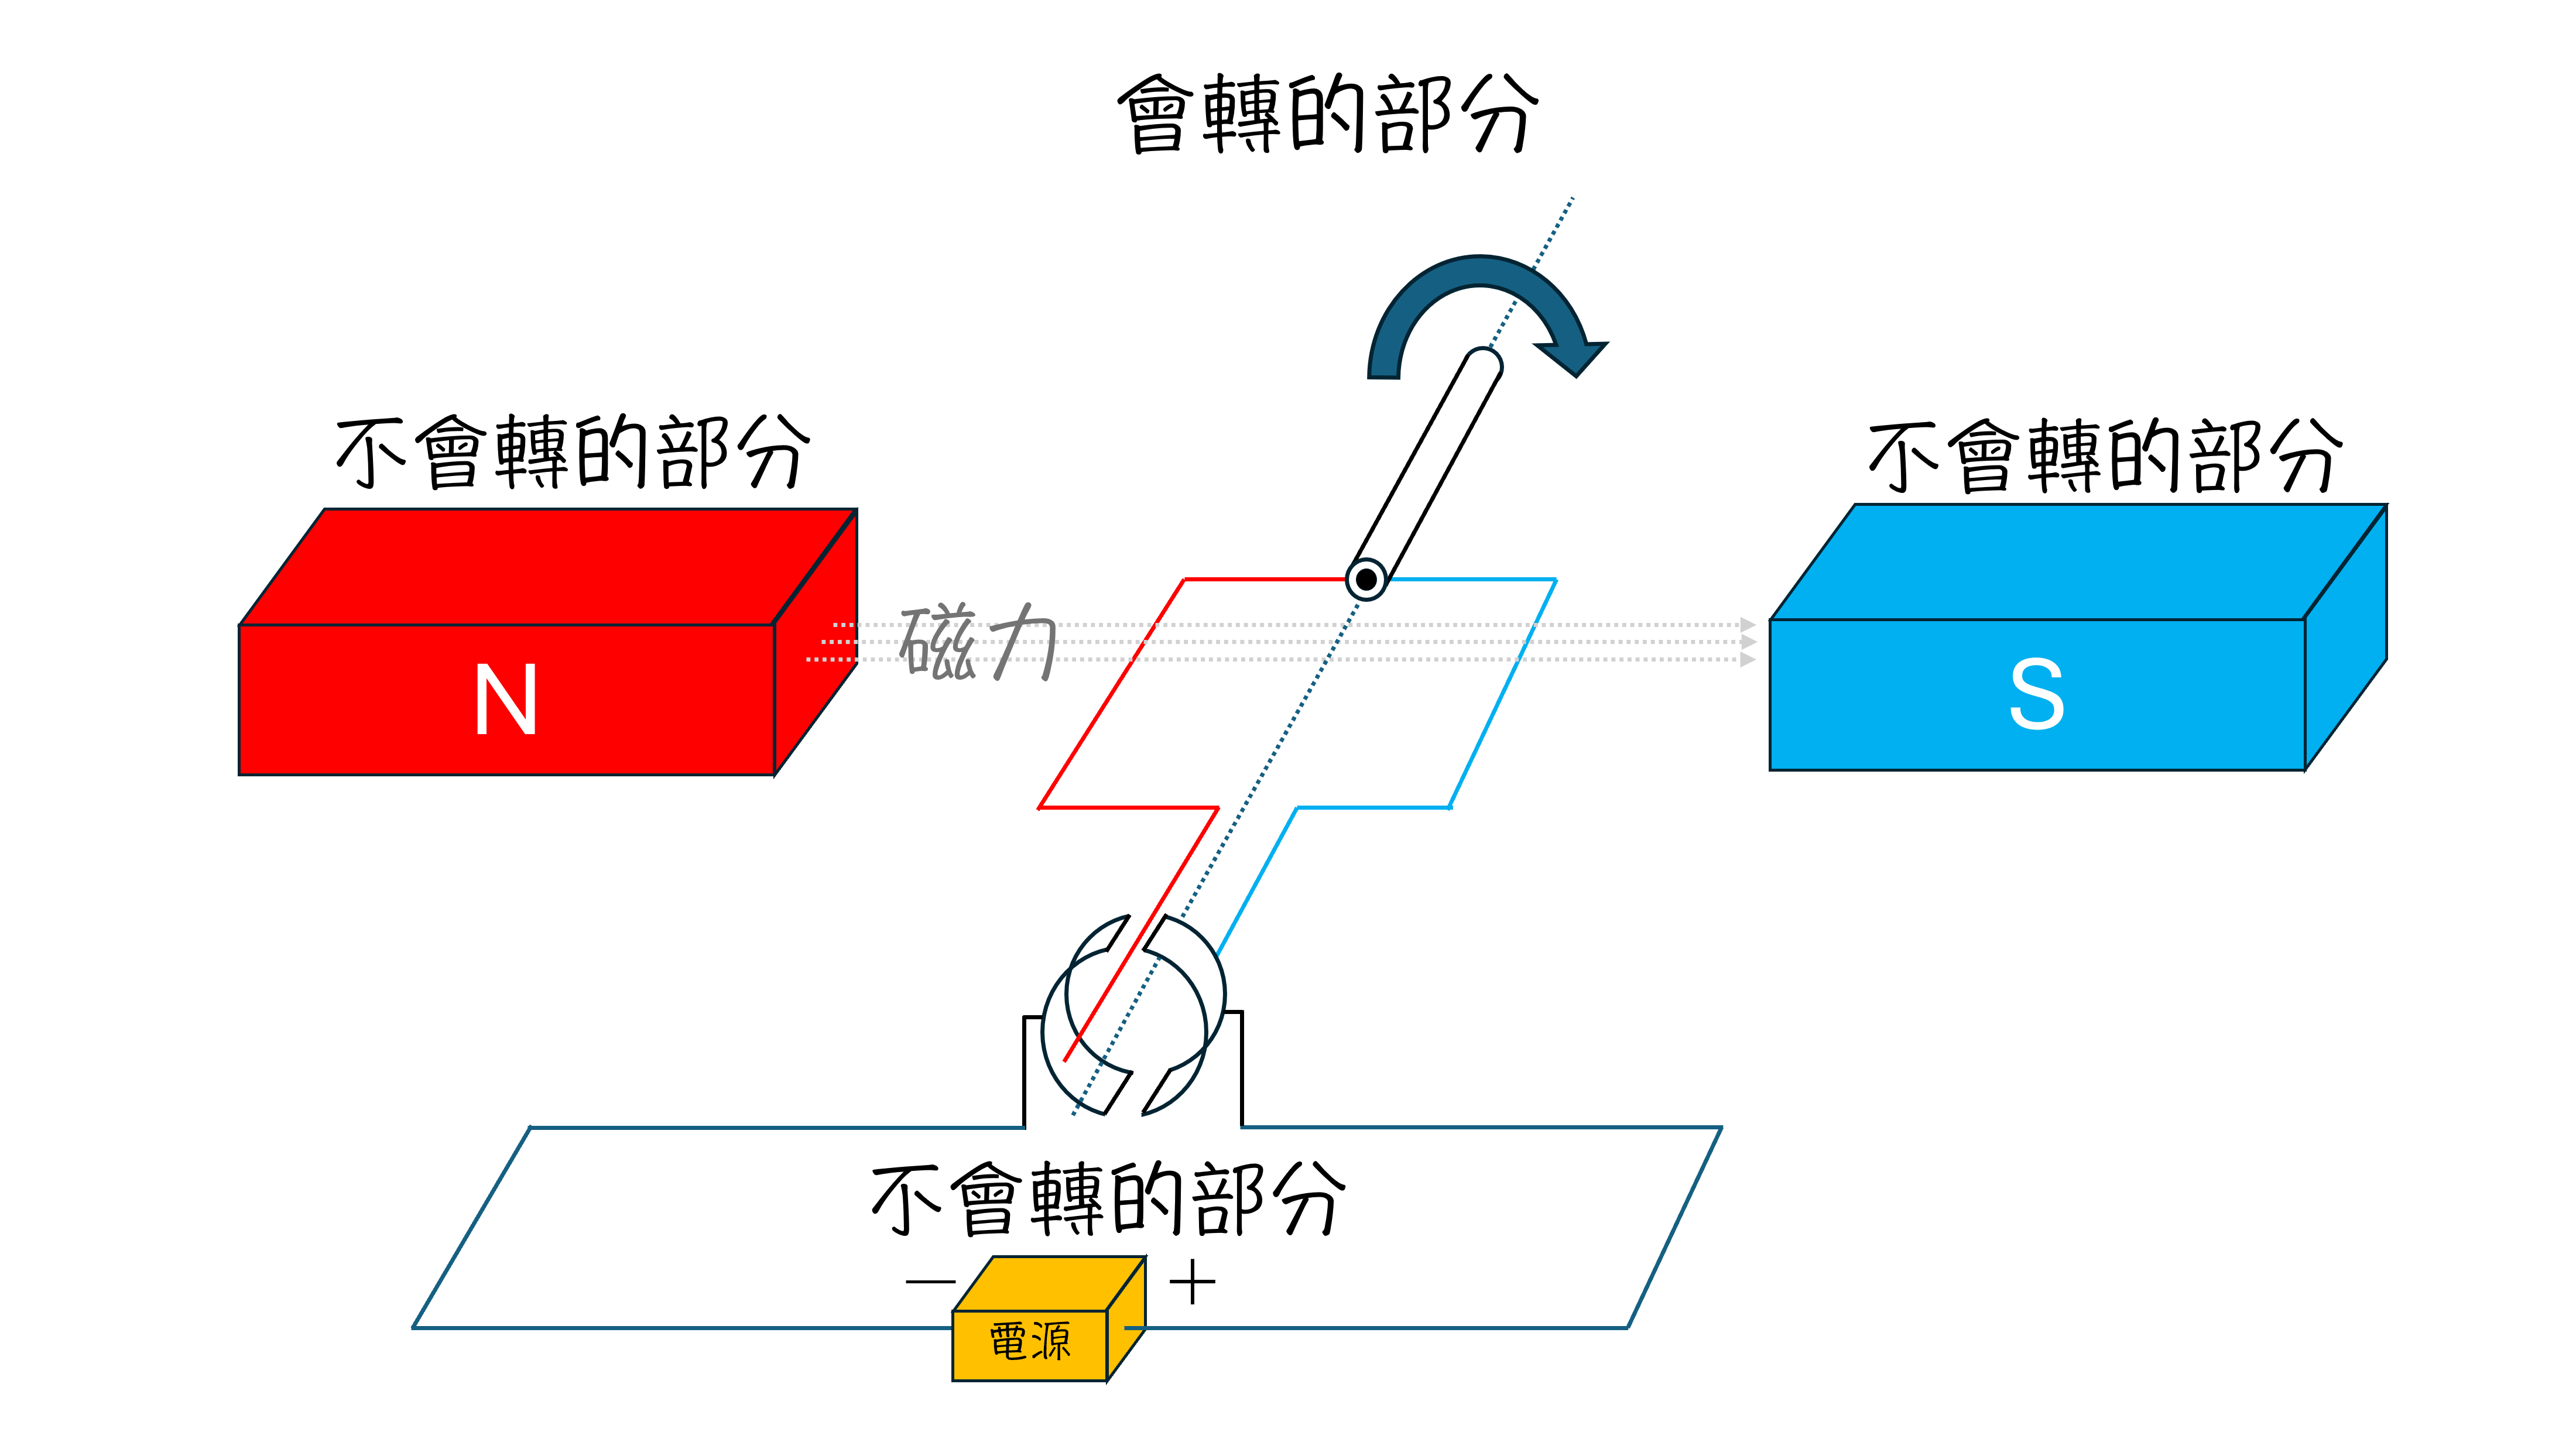 會轉的部分
不會轉的部分
不會轉的部分
磁力
N
S
不會轉的部分
— +
電源